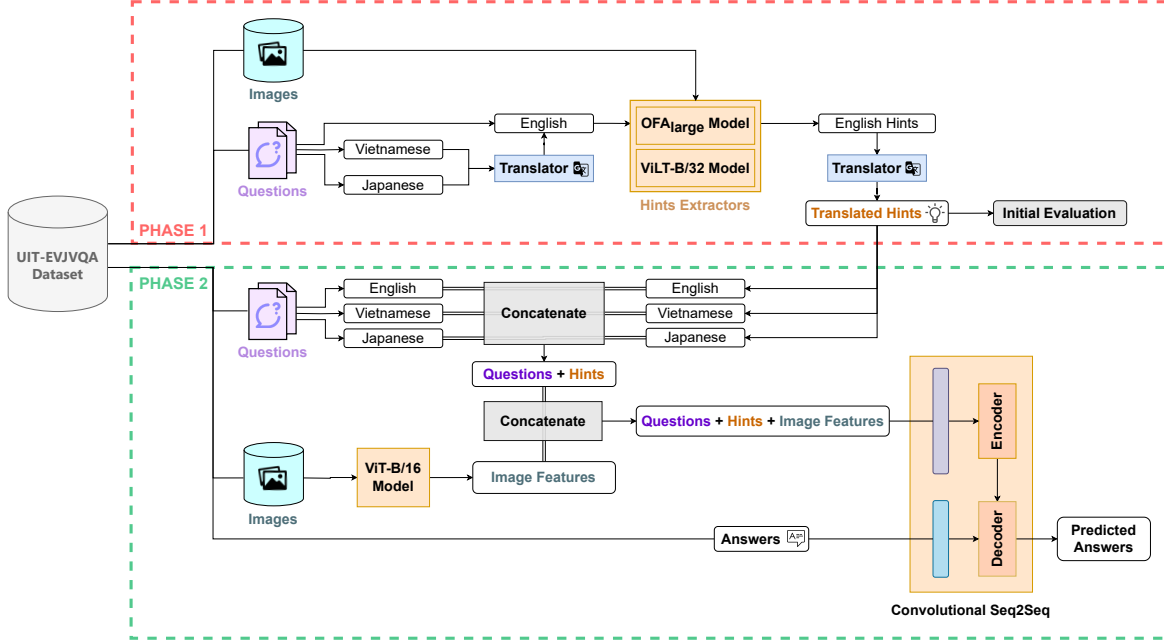 UIT-EVJVQA
Dataset
PHASE 1
Images
Questions
English
Vietnamese
Japanese
Translator
OFAlarge Model
ViLT-B/32 Model
Hints Extractors
English Hints
Translator
Translated Hints
Initial Evaluation
PHASE 2
Questions
English
Vietnamese
Japanese
Concatenate
English
Vietnamese
Japanese
Questions + Hints
Concatenate
Questions + Hints + Image Features
Images
ViT-B/16
Model
Image Features
Answers
Encoder
Decoder
Predicted
Answers
Convolutional Seq2Seq